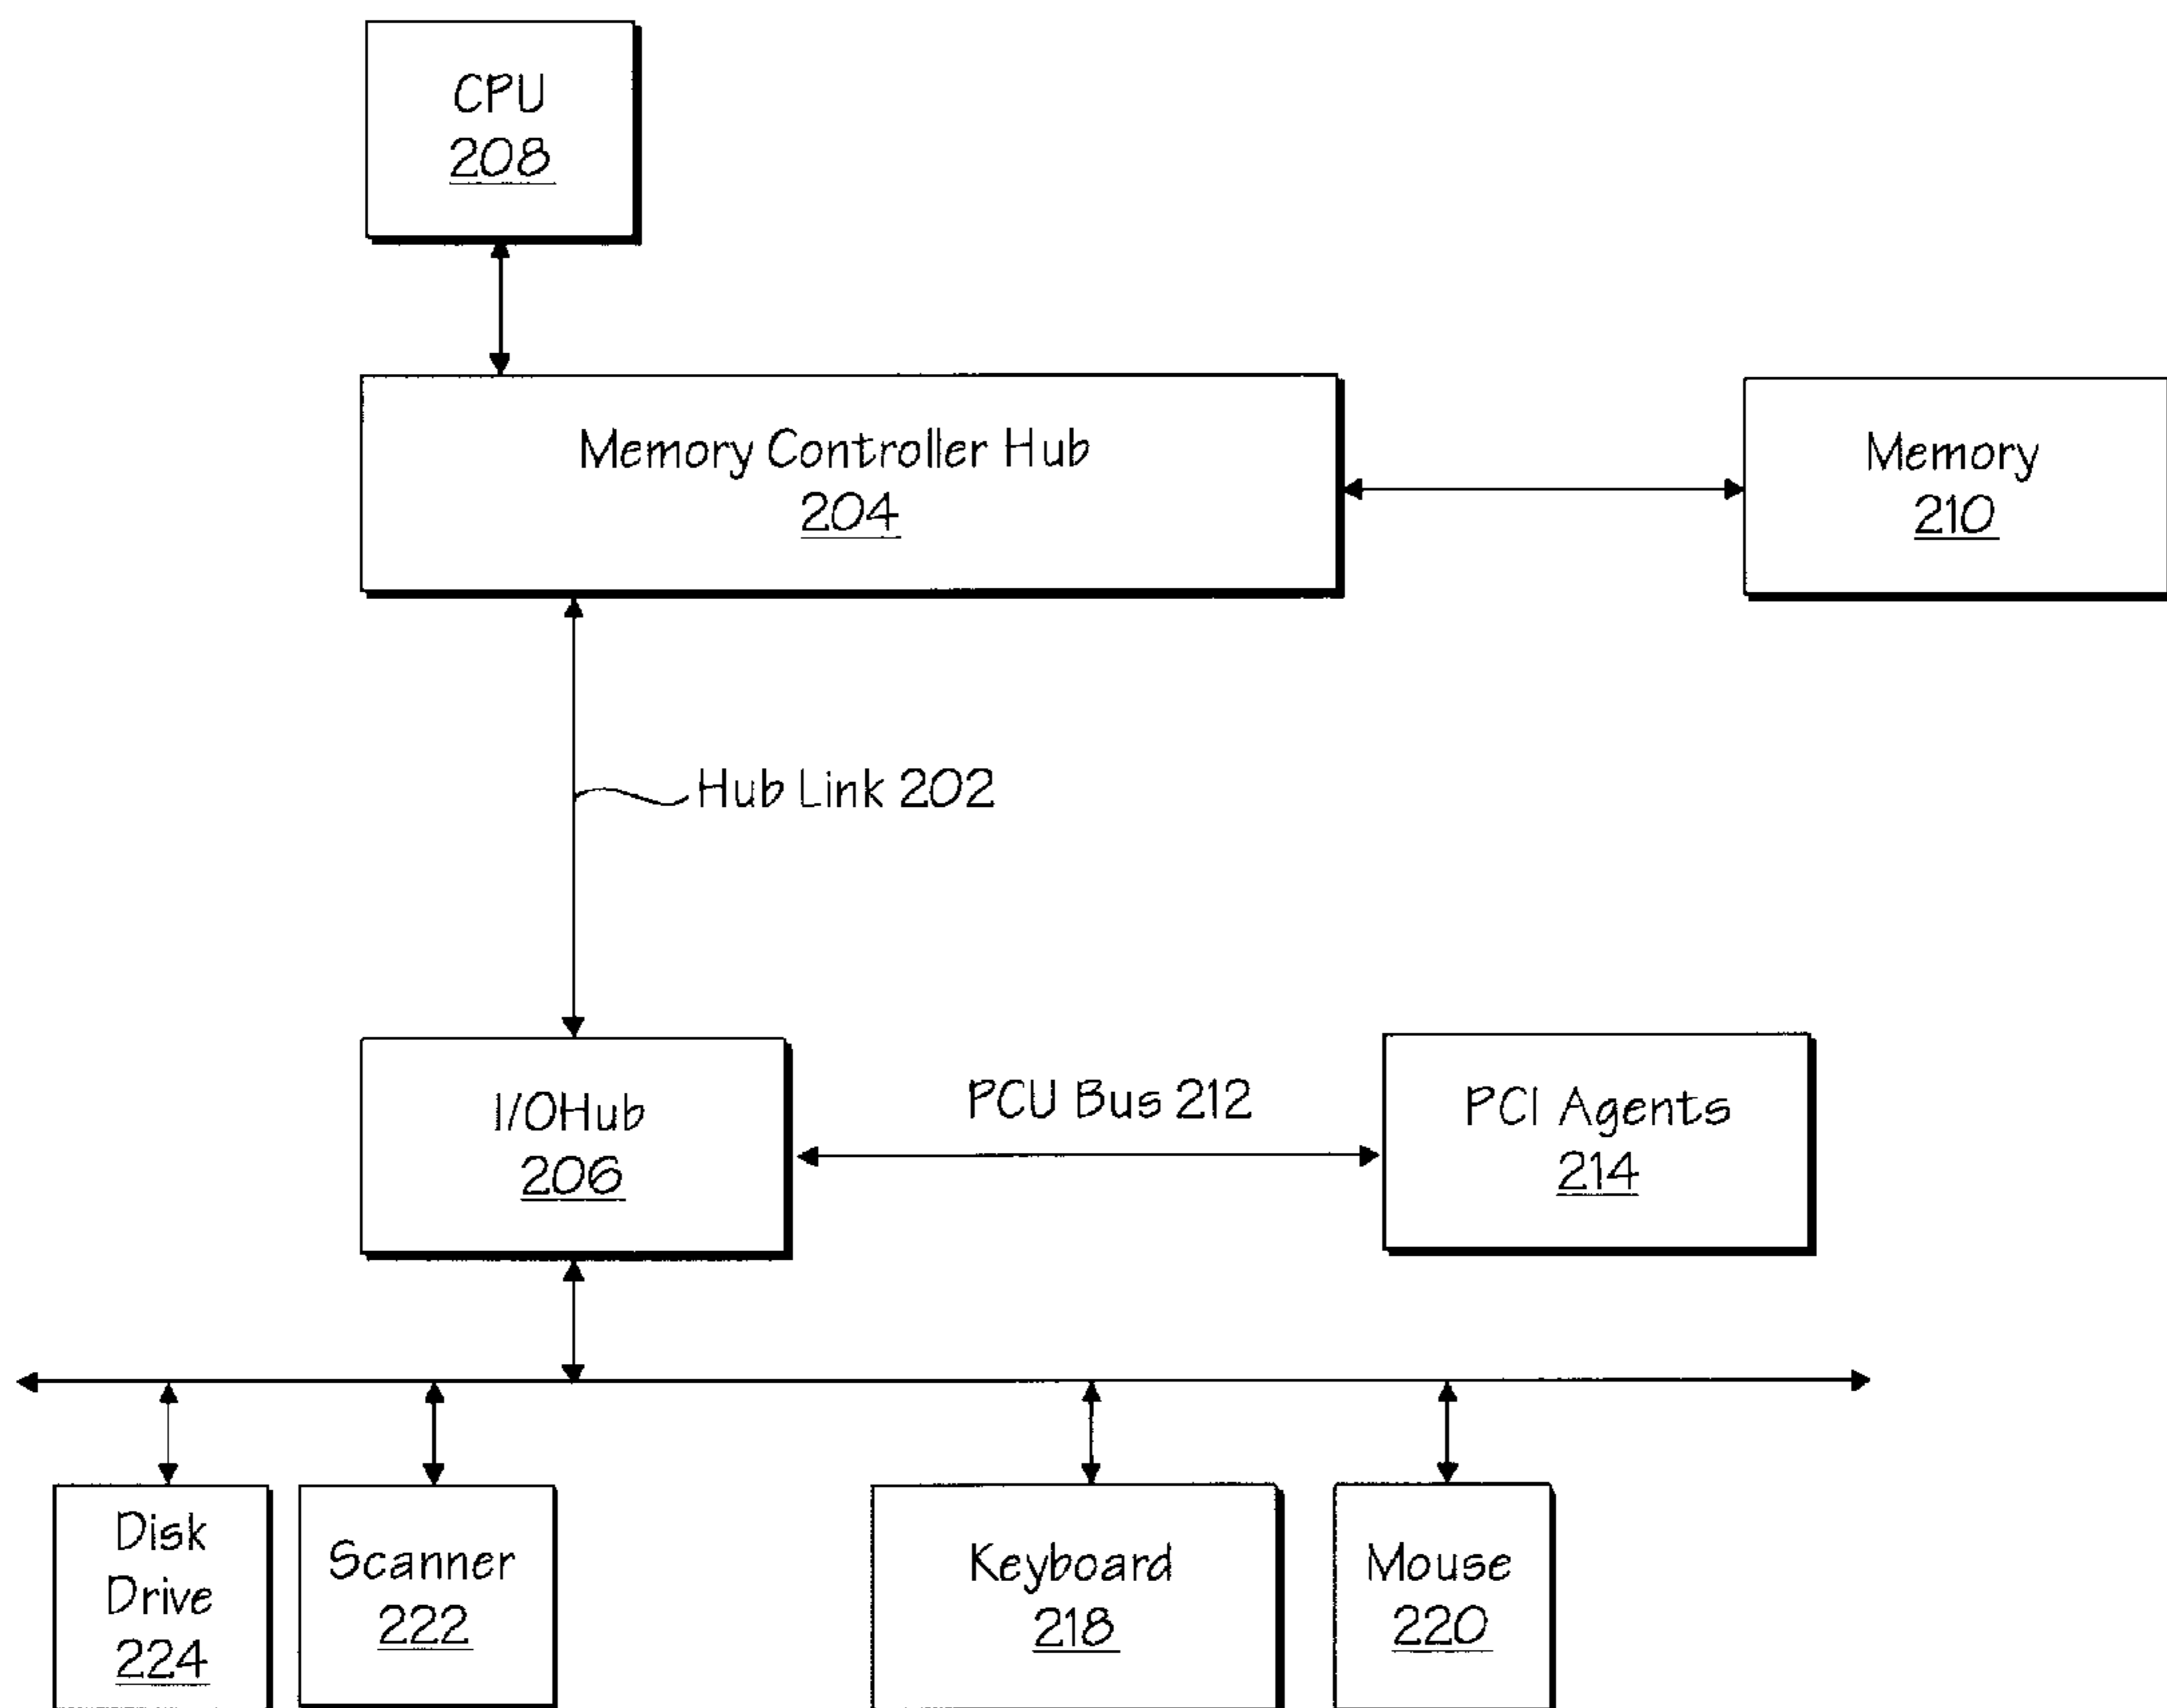 CPU
208
Memory Controller Hub
204
Memory
210
Hub Link 202
I/OHub
206
PCU Bus 212
PCI Agents
214
Disk
Drive
224
Scanner
222
Keyboard
218
Mouse
220